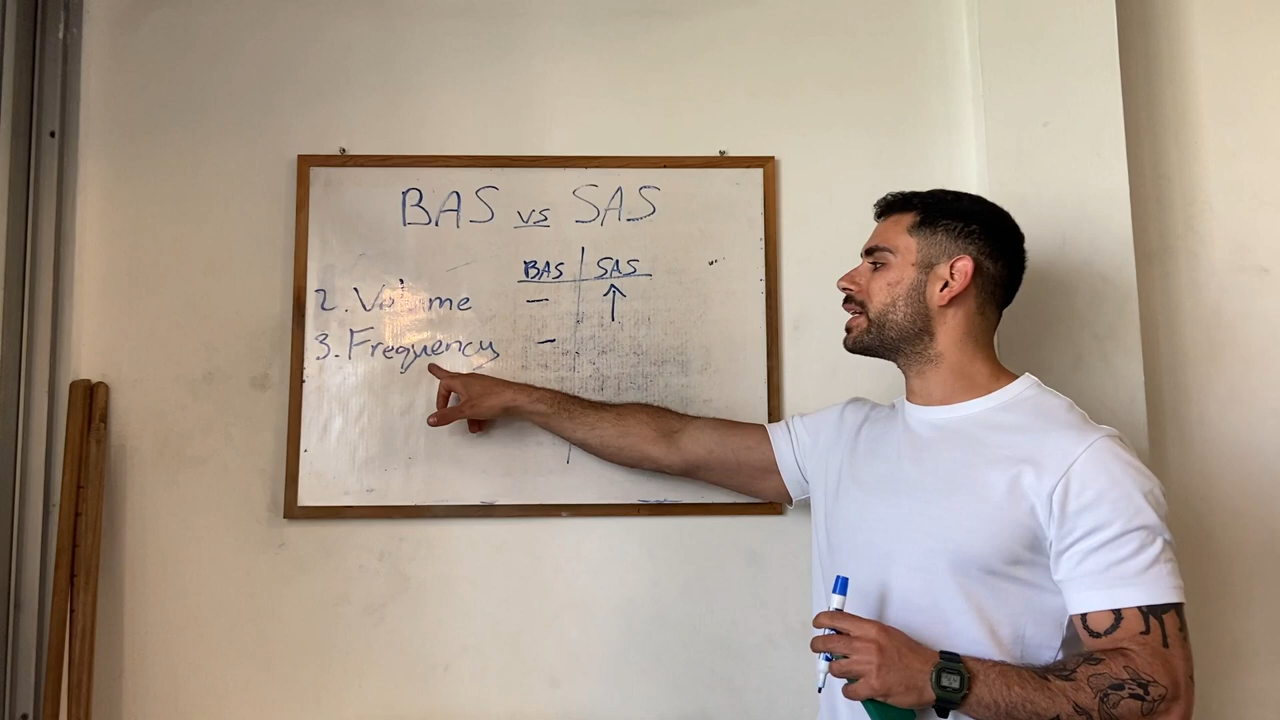 BAS vs SAS
BAS SAS
2. Volume – ↑
3. Frequency –